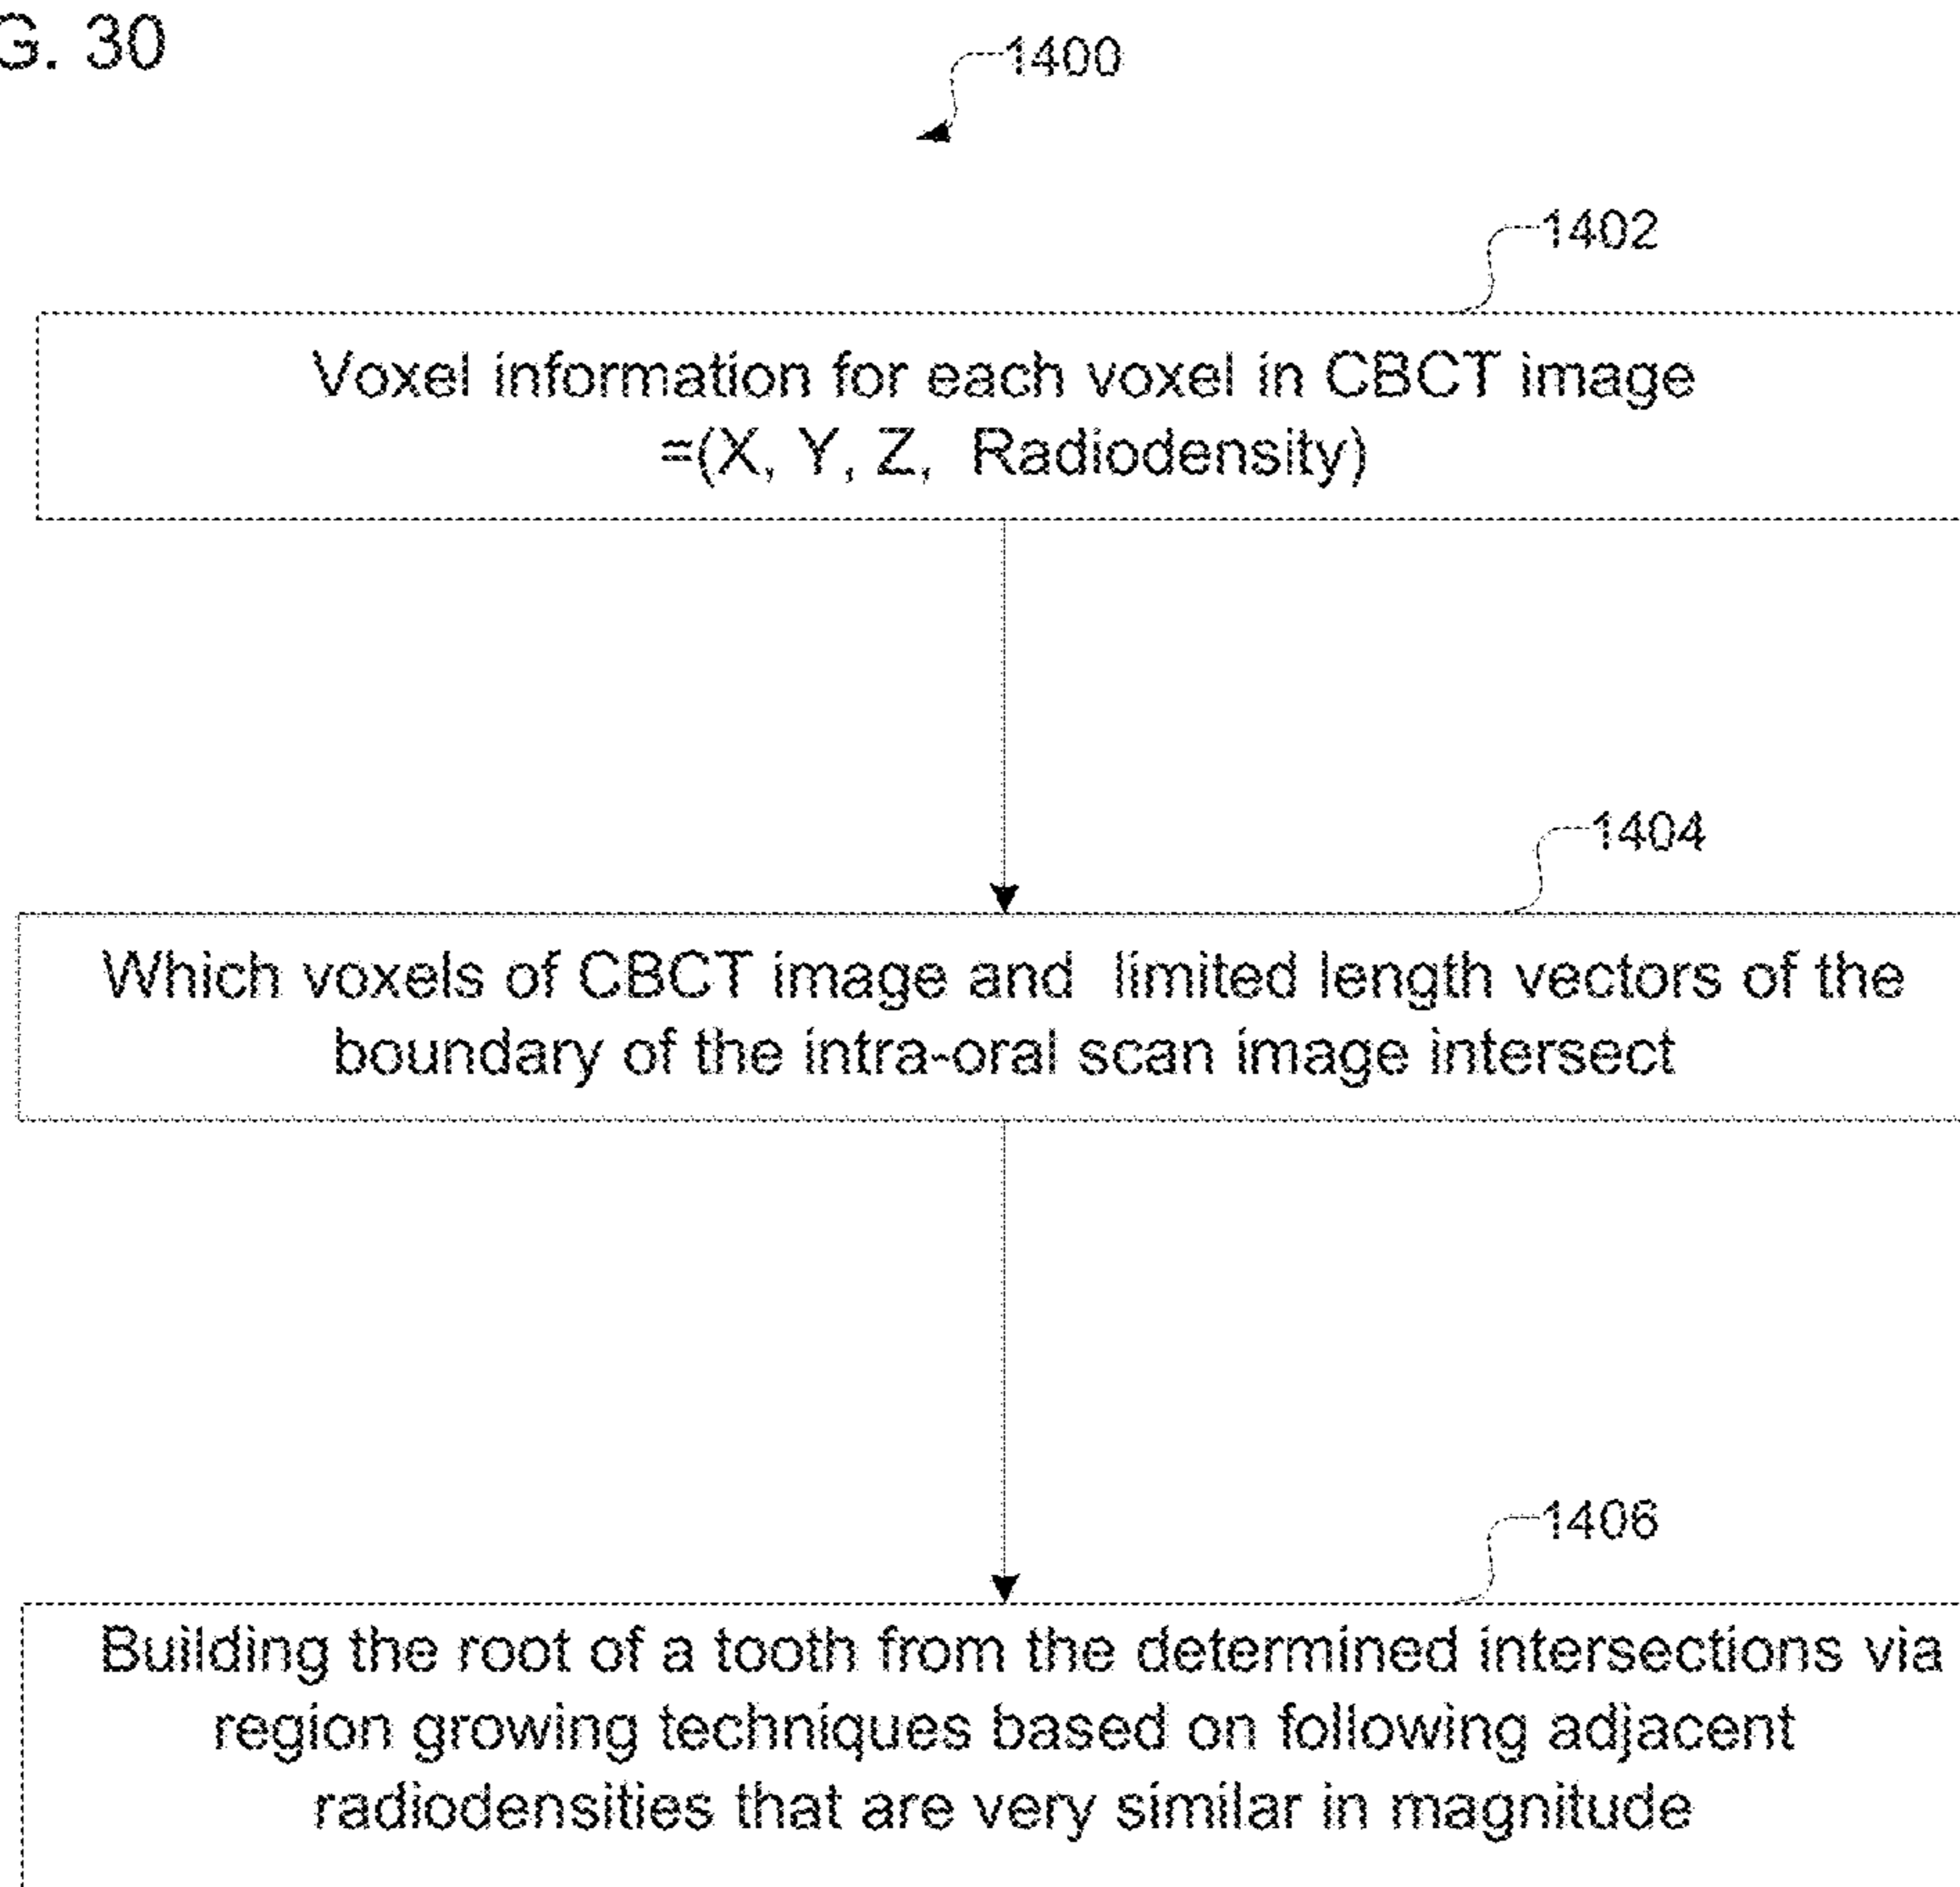 G. 30
1400
1402
Voxel information for each voxel in CBCT image
=(X, Y, Z, Radiodensity)
1404
Which voxels of CBCT image and limited length vectors of the
boundary of the intra-oral scan image intersect
1406
Building the root of a tooth from the determined intersections via
region growing techniques based on following adjacent
radiodensities that are very similar in magnitude